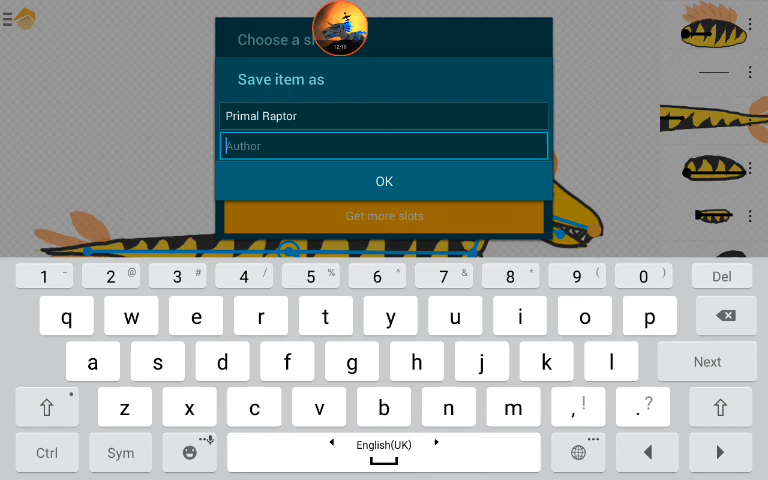 Choose a s
12:10
Save item as
Primal Raptor
Author
OK
Get more slots
1 - 2 @ 3 # 4 / 5 % 6 ^ 7 & 8 * 9 ( 0 ) Del
q w e r t y u i o p
a s d f g h j k l Next
z x c v b n m , ! . ?
Ctrl Sym English(UK)